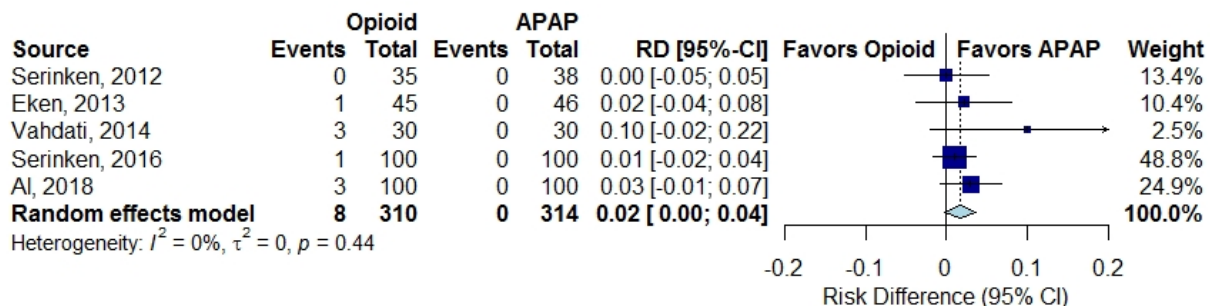 Opioid APAP
Source Events Total Events Total RD [95%-CI] Favors Opioid Favors APAP Weight
Serinken, 2012 0 35 0 38 0.00 [-0.05; 0.05] 13.4%
Eken, 2013 1 45 0 46 0.02 [-0.04; 0.08] 10.4%
Vahdati, 2014 3 30 0 30 0.10 [-0.02; 0.22] 2.5%
Serinken, 2016 1 100 0 100 0.01 [-0.02; 0.04] 48.8%
Al, 2018 3 100 0 100 0.03 [-0.01; 0.07] 24.9%
Random effects model 8 310 0 314 0.02 [ 0.00; 0.04] 100.0%
Heterogeneity: I² = 0%, τ² = 0, p = 0.44
-0.2 -0.1 0 0.1 0.2
Risk Difference (95% CI)